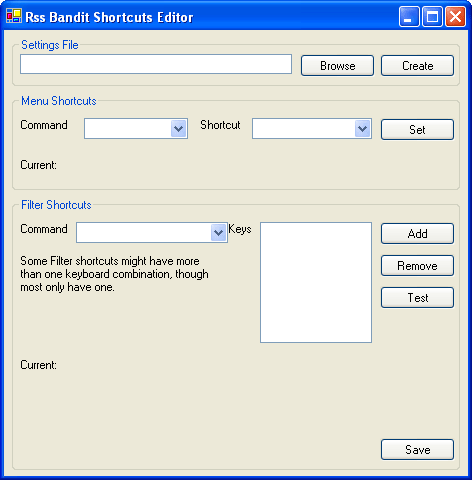 Rss Bandit Shortcuts Editor
Settings File
Browse
Create
Menu Shortcuts
Command
Shortcut
Set
Current:
Filter Shortcuts
Command
Keys
Add
Some Filter shortcuts might have more
than one keyboard combination, though
most only have one.
Remove
Test
Current:
Save